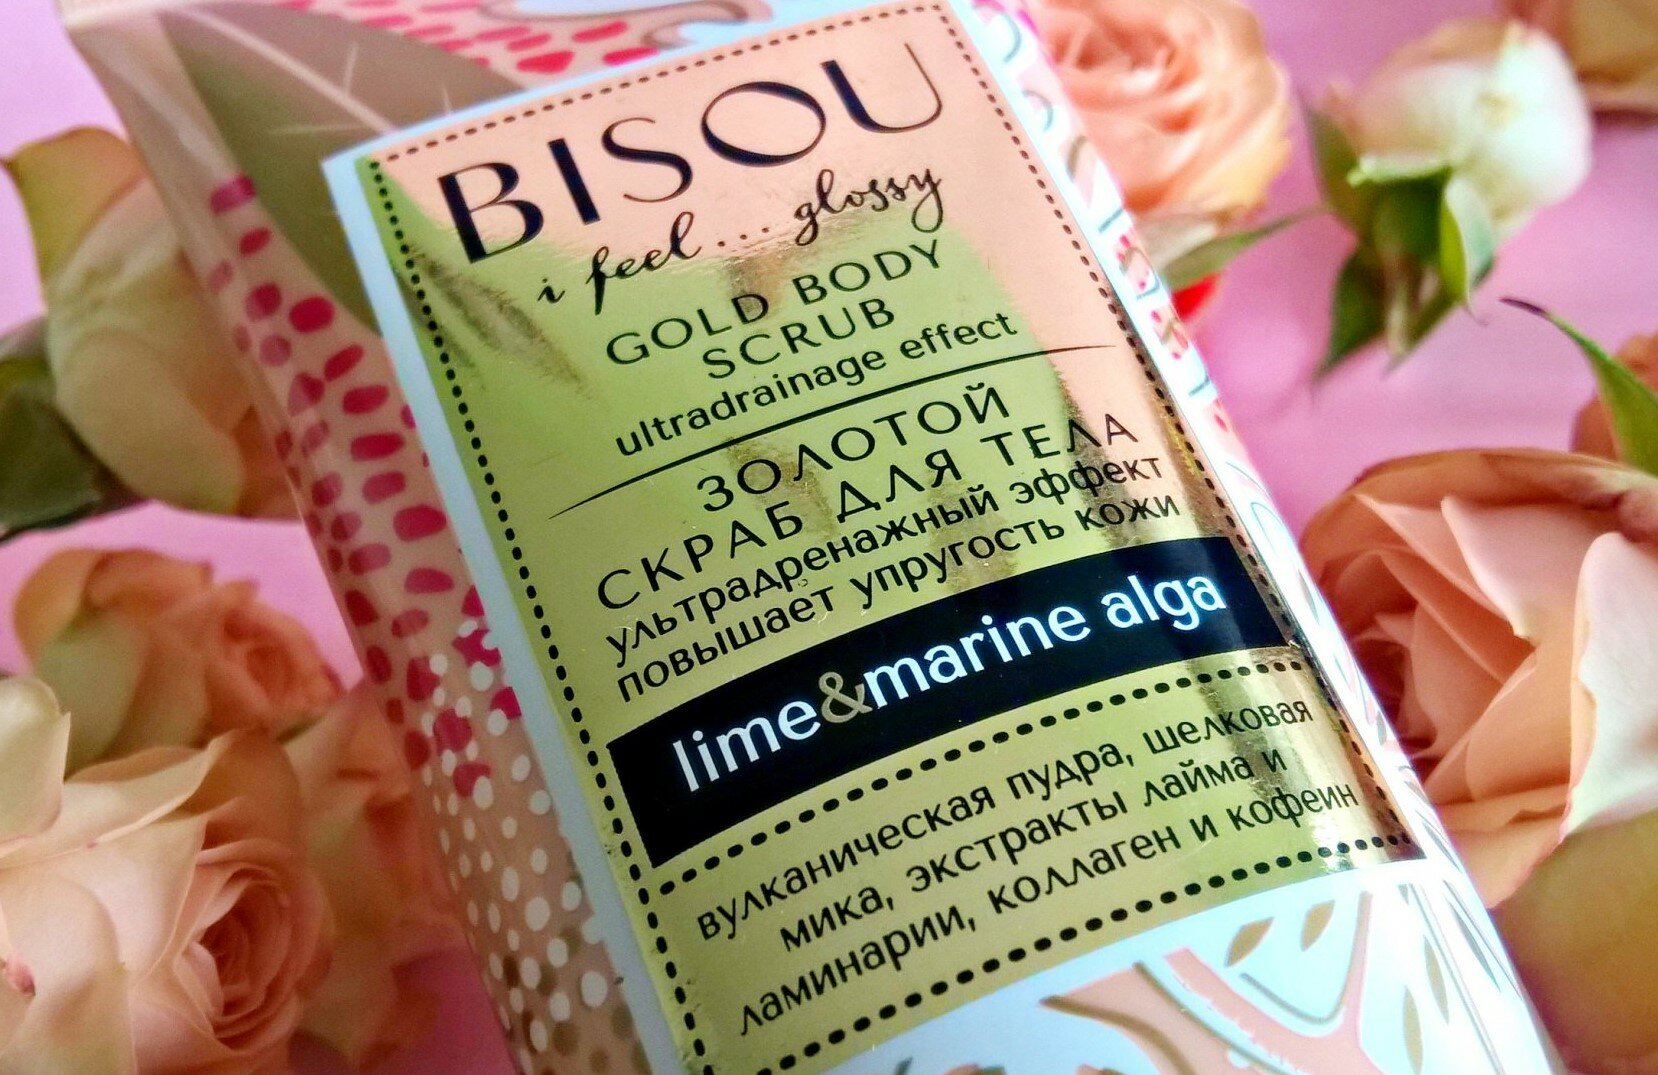 BISOU
i feel... glossy
GOLD BODY
SCRUB
ultradrainage effect
ЗОЛОТОЙ
СКРАБ ДЛЯ ТЕЛА
ультрадренажный эффект
повышает упругость кожи
lime&marine alga
вулканическая пудра, шелковая
мика, экстракты лайма и
ламинарии, коллаген и кофеин